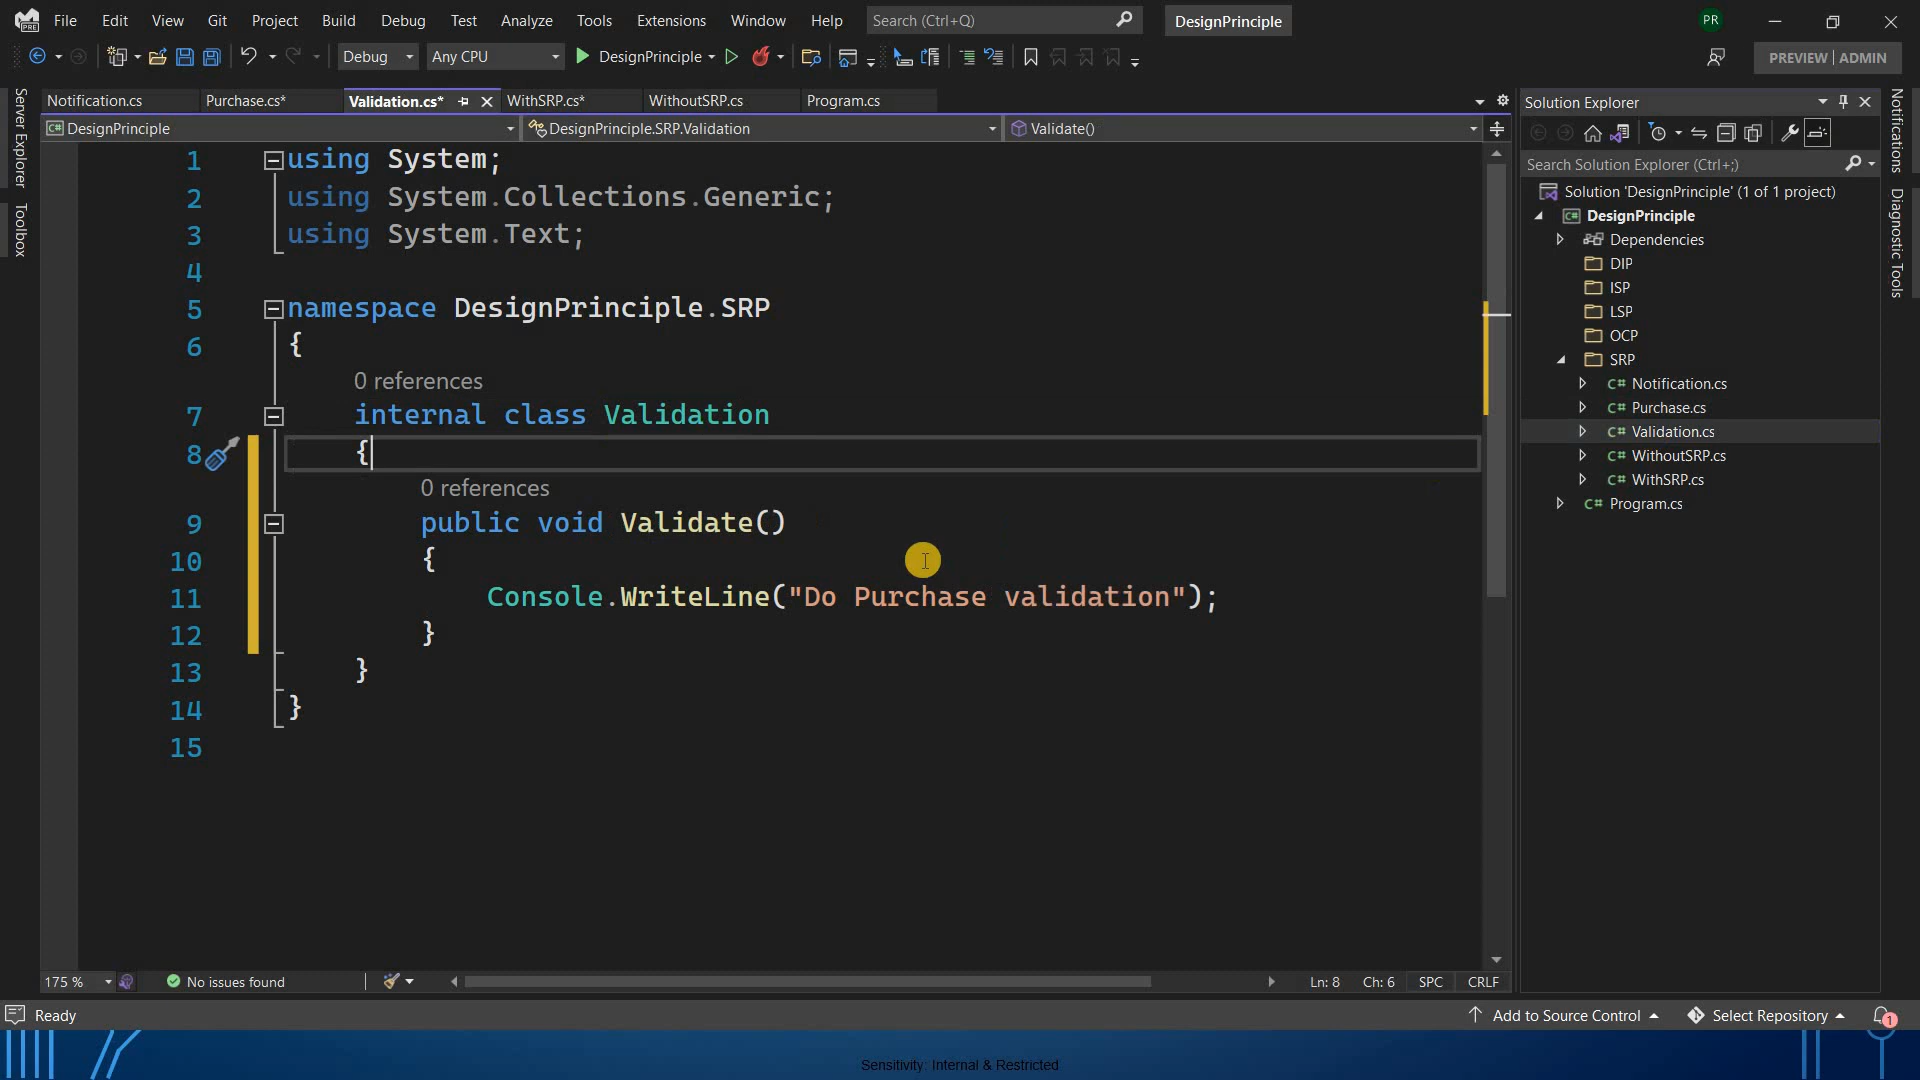 File Edit View Git Project Build Debug Test Analyze Tools Extensions Window Help Search (Ctrl+Q) DesignPrinciple PR
PRE Debug Any CPU DesignPrinciple PREVIEW | ADMIN
Server Explorer
Toolbox
Notification.cs Purchase.cs* Validation.cs* WithSRP.cs* WithoutSRP.cs Program.cs
DesignPrinciple DesignPrinciple.SRP.Validation Validate()
1 using System;
2 using System.Collections.Generic;
3 using System.Text;
4
5 namespace DesignPrinciple.SRP
6 {
0 references
7 internal class Validation
8 {
0 references
9 public void Validate()
10 {
11 Console.WriteLine("Do Purchase validation");
12 }
13 }
14 }
15
175 % No issues found Ln: 8 Ch: 6 SPC CRLF
Solution Explorer
Search Solution Explorer (Ctrl+;)
Solution 'DesignPrinciple' (1 of 1 project)
C# DesignPrinciple
Dependencies
DIP
ISP
LSP
OCP
SRP
C# Notification.cs
C# Purchase.cs
C# Validation.cs
C# WithoutSRP.cs
C# WithSRP.cs
C# Program.cs
Notifications
Diagnostic Tools
Ready Add to Source Control Select Repository 1
Sensitivity: Internal & Restricted